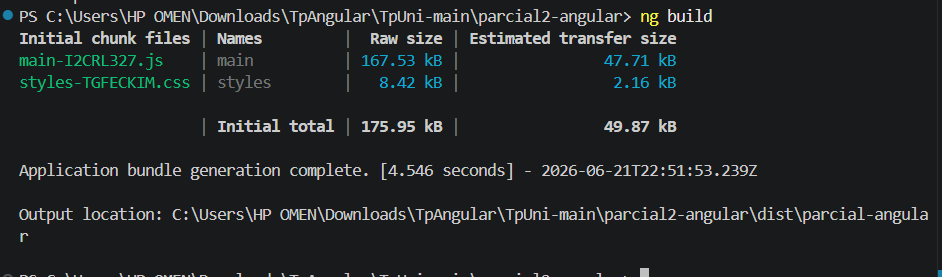 PS C:\Users\HP OMEN\Downloads\TpAngular\TpUni-main\parcial2-angular> ng build
Initial chunk files | Names | Raw size | Estimated transfer size
main-I2CRL327.js | main | 167.53 kB | 47.71 kB
styles-TGFECKIM.css | styles | 8.42 kB | 2.16 kB
| Initial total | 175.95 kB | 49.87 kB
Application bundle generation complete. [4.546 seconds] - 2026-06-21T22:51:53.239Z
Output location: C:\Users\HP OMEN\Downloads\TpAngular\TpUni-main\parcial2-angular\dist\parcial-angula
r